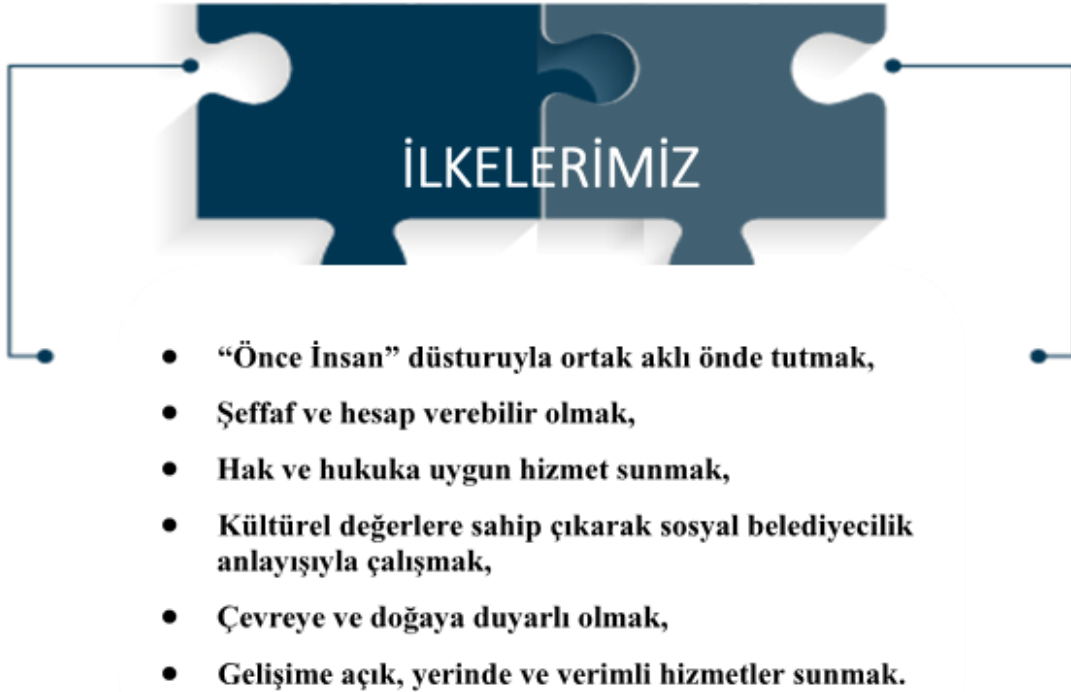 İLKELERİMİZ
● “Önce İnsan” düsturuyla ortak aklı önde tutmak,
● Şeffaf ve hesap verebilir olmak,
● Hak ve hukuka uygun hizmet sunmak,
● Kültürel değerlere sahip çıkarak sosyal belediyecilik
anlayışıyla çalışmak,
● Çevreye ve doğaya duyarlı olmak,
● Gelişime açık, yerinde ve verimli hizmetler sunmak.